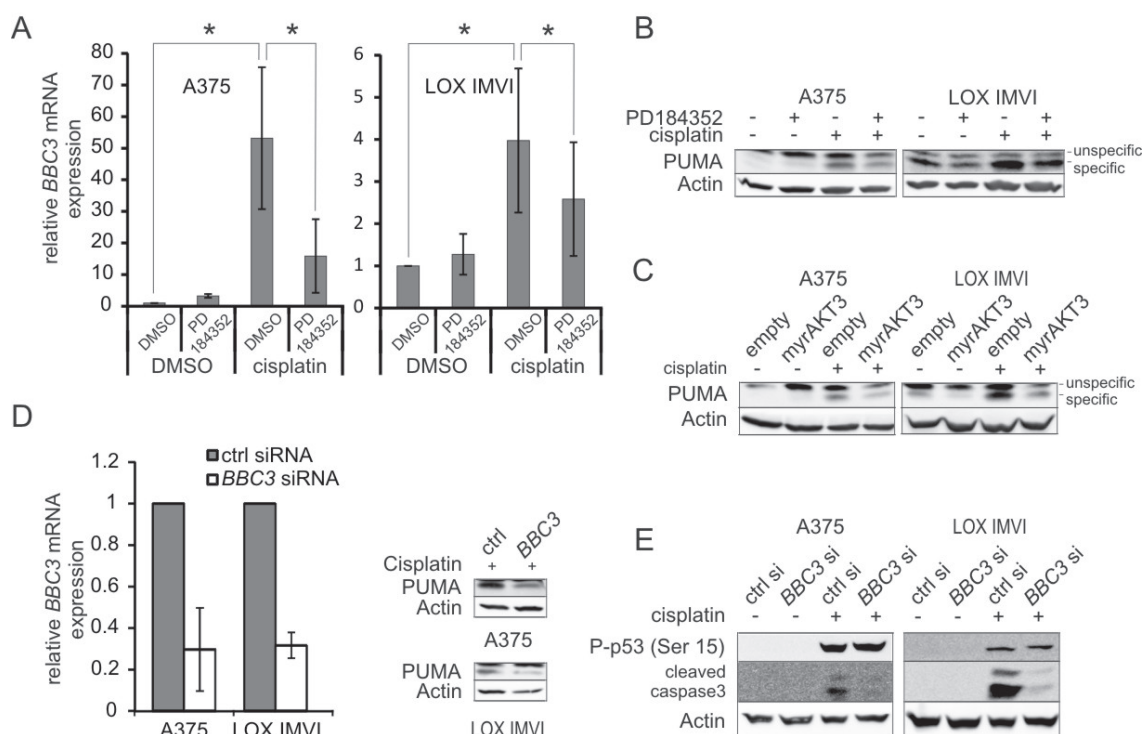 A
relative BBC3 mRNA
expression
80
70
60
50
40
30
20
10
0
A375
* *
DMSO
PD
184352
DMSO
PD
184352
DMSO cisplatin
6
5
4
3
2
1
0
LOX IMVI
* *
DMSO
PD
184352
DMSO
PD
184352
DMSO cisplatin
B
A375 LOX IMVI
PD184352 - + - + - + - +
cisplatin - - + + - - + +
PUMA
- unspecific
- specific
Actin
C
A375 LOX IMVI
empty myrAKT3 empty myrAKT3 empty myrAKT3 empty myrAKT3
cisplatin - - + + - - + +
PUMA
unspecific
specific
Actin
D
relative BBC3 mRNA
expression
1.2
1
0.8
0.6
0.4
0.2
0
ctrl siRNA
BBC3 siRNA
A375 LOX IMVI
ctrl BBC3
Cisplatin + +
PUMA
Actin
A375
PUMA
Actin
LOX IMVI
E
A375 LOX IMVI
ctrl si BBC3 si ctrl si BBC3 si ctrl si BBC3 si ctrl si BBC3 si
cisplatin - - + + - - + +
P-p53 (Ser 15)
cleaved
caspase3
Actin